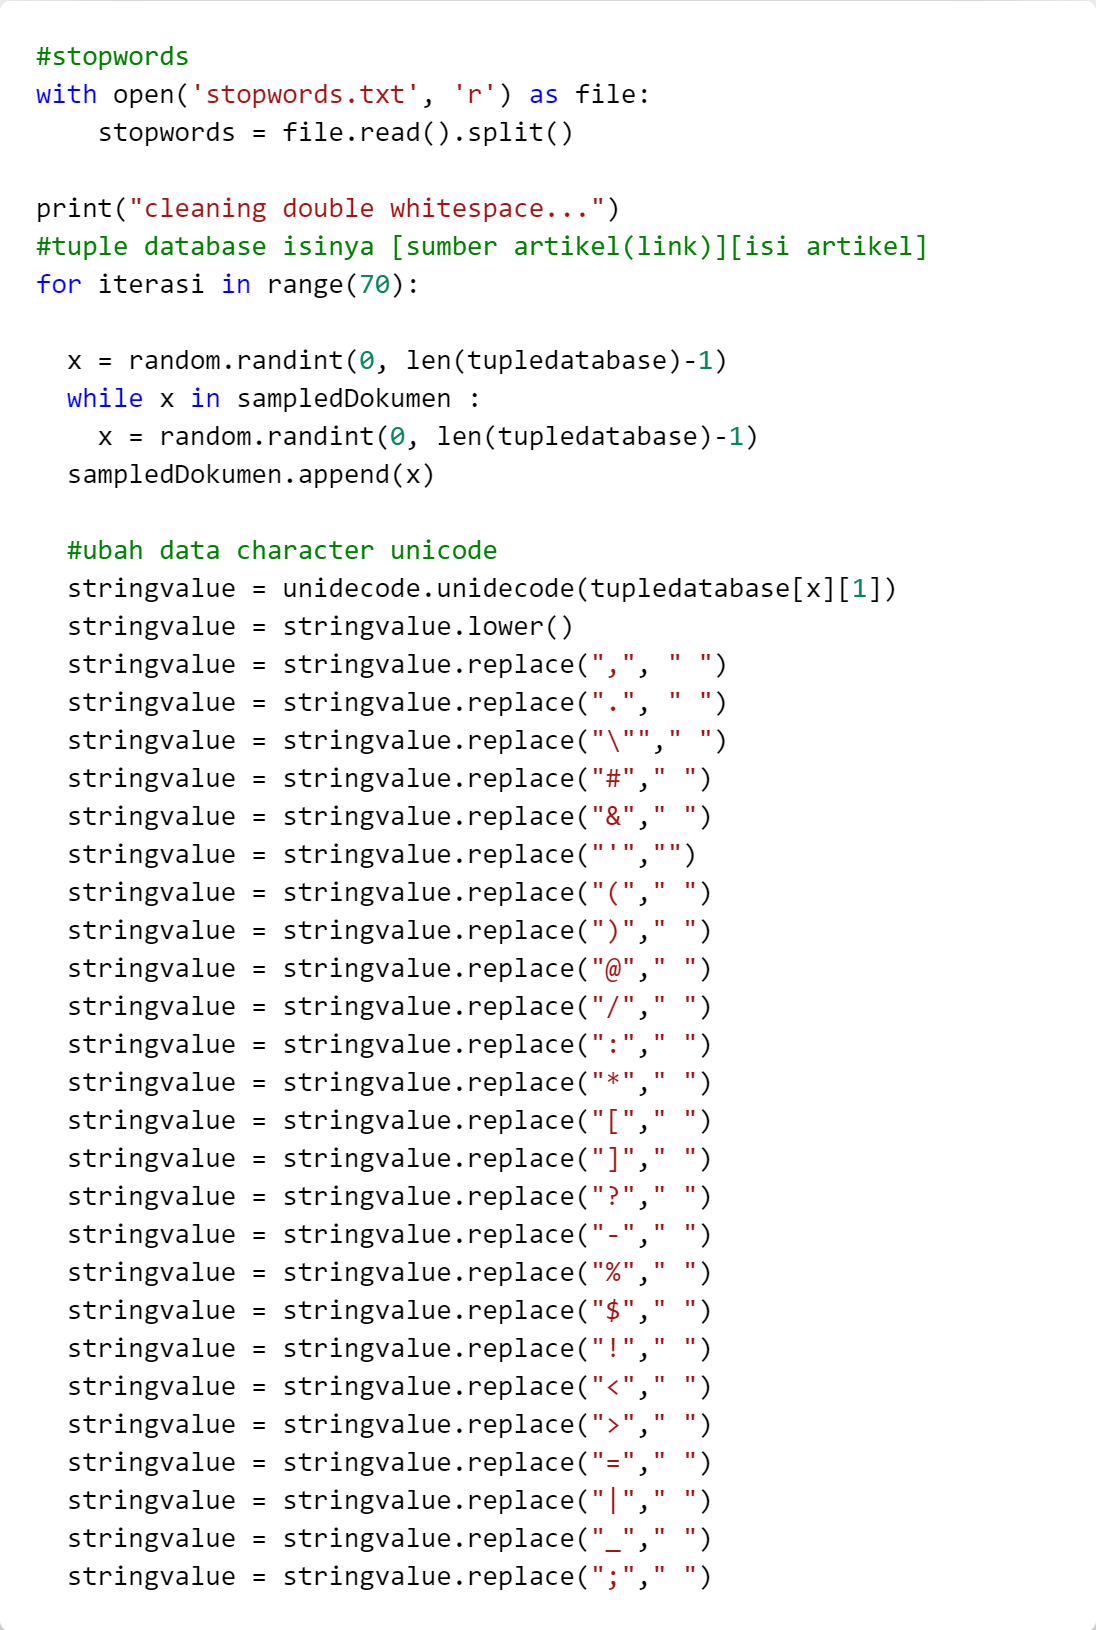 #stopwords
with open('stopwords.txt', 'r') as file:
    stopwords = file.read().split()

print("cleaning double whitespace...")
#tuple database isinya [sumber artikel(link)][isi artikel]
for iterasi in range(70):

  x = random.randint(0, len(tupledatabase)-1)
  while x in sampledDokumen :
    x = random.randint(0, len(tupledatabase)-1)
  sampledDokumen.append(x)

  #ubah data character unicode
  stringvalue = unidecode.unidecode(tupledatabase[x][1])
  stringvalue = stringvalue.lower()
  stringvalue = stringvalue.replace(",", " ")
  stringvalue = stringvalue.replace(".", " ")
  stringvalue = stringvalue.replace("\""," ")
  stringvalue = stringvalue.replace("#"," ")
  stringvalue = stringvalue.replace("&"," ")
  stringvalue = stringvalue.replace("'","")
  stringvalue = stringvalue.replace("("," ")
  stringvalue = stringvalue.replace(")"," ")
  stringvalue = stringvalue.replace("@"," ")
  stringvalue = stringvalue.replace("/"," ")
  stringvalue = stringvalue.replace(":"," ")
  stringvalue = stringvalue.replace("*"," ")
  stringvalue = stringvalue.replace("["," ")
  stringvalue = stringvalue.replace("]"," ")
  stringvalue = stringvalue.replace("?"," ")
  stringvalue = stringvalue.replace("-"," ")
  stringvalue = stringvalue.replace("%"," ")
  stringvalue = stringvalue.replace("$"," ")
  stringvalue = stringvalue.replace("!"," ")
  stringvalue = stringvalue.replace("<"," ")
  stringvalue = stringvalue.replace(">"," ")
  stringvalue = stringvalue.replace("="," ")
  stringvalue = stringvalue.replace("|"," ")
  stringvalue = stringvalue.replace("_"," ")
  stringvalue = stringvalue.replace(";"," ")